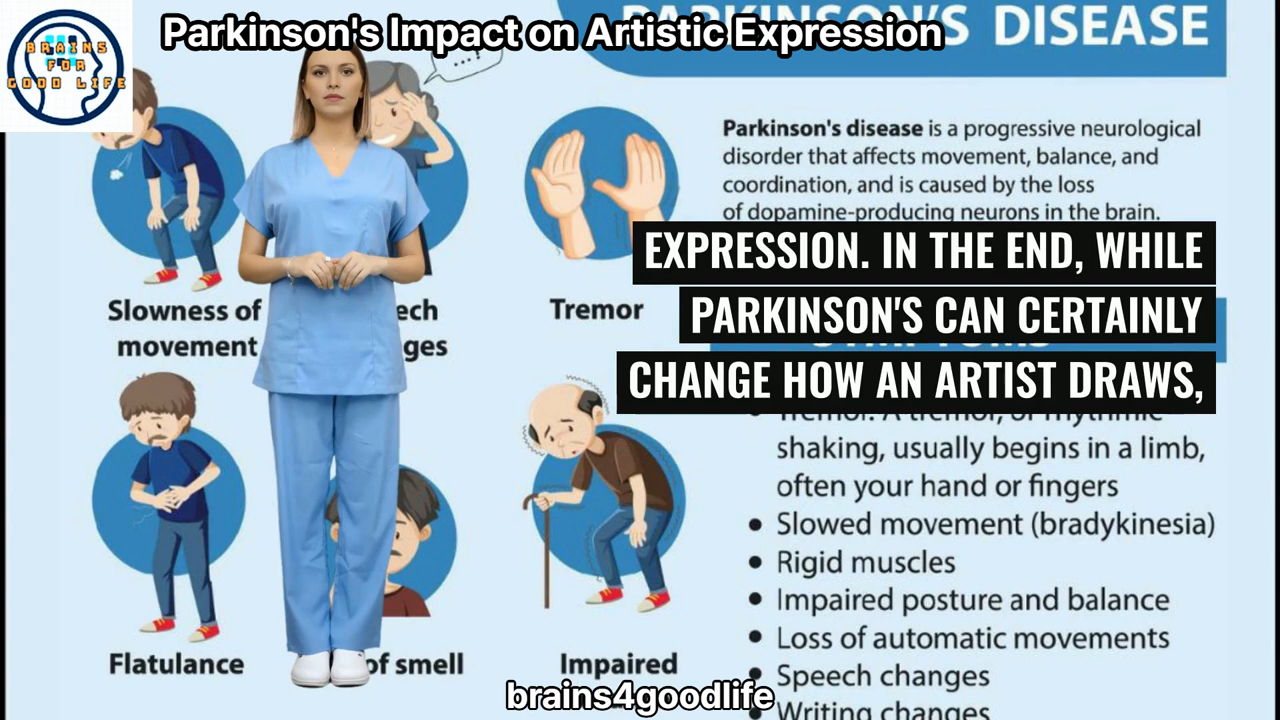 Parkinson's Impact on Artistic Expression
BRAINS
FOR
GOOD LIFE
DISEASE
Parkinson's disease is a progressive neurological
disorder that affects movement, balance, and
coordination, and is caused by the loss
of dopamine-producing neurons in the brain.
EXPRESSION. IN THE END, WHILE
PARKINSON'S CAN CERTAINLY
CHANGE HOW AN ARTIST DRAWS,
Slowness of
movement
ech
ges
Tremor
Flatulance
of smell
Impaired
shaking, usually begins in a limb,
often your hand or fingers
• Slowed movement (bradykinesia)
• Rigid muscles
• Impaired posture and balance
• Loss of automatic movements
• Speech changes
• Writing changes
brains4goodlife